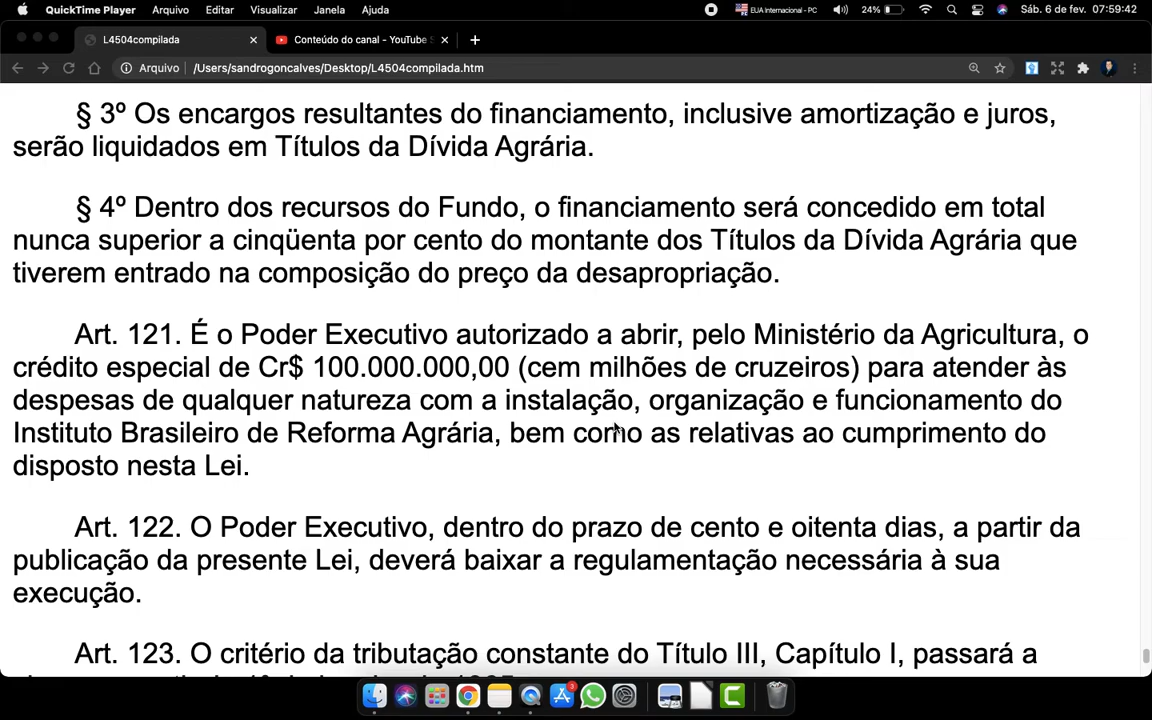 QuickTime Player Arquivo Editar Visualizar Janela Ajuda EUA Internacional - PC 24% Sáb. 6 de fev. 07:59:42
L4504compilada Conteúdo do canal - YouTube
Arquivo /Users/sandrogoncalves/Desktop/L4504compilada.htm
§ 3º Os encargos resultantes do financiamento, inclusive amortização e juros,
serão liquidados em Títulos da Dívida Agrária.
§ 4º Dentro dos recursos do Fundo, o financiamento será concedido em total
nunca superior a cinqüenta por cento do montante dos Títulos da Dívida Agrária que
tiverem entrado na composição do preço da desapropriação.
Art. 121. É o Poder Executivo autorizado a abrir, pelo Ministério da Agricultura, o
crédito especial de Cr$ 100.000.000,00 (cem milhões de cruzeiros) para atender às
despesas de qualquer natureza com a instalação, organização e funcionamento do
Instituto Brasileiro de Reforma Agrária, bem como as relativas ao cumprimento do
disposto nesta Lei.
Art. 122. O Poder Executivo, dentro do prazo de cento e oitenta dias, a partir da
publicação da presente Lei, deverá baixar a regulamentação necessária à sua
execução.
Art. 123. O critério da tributação constante do Título III, Capítulo I, passará a
3